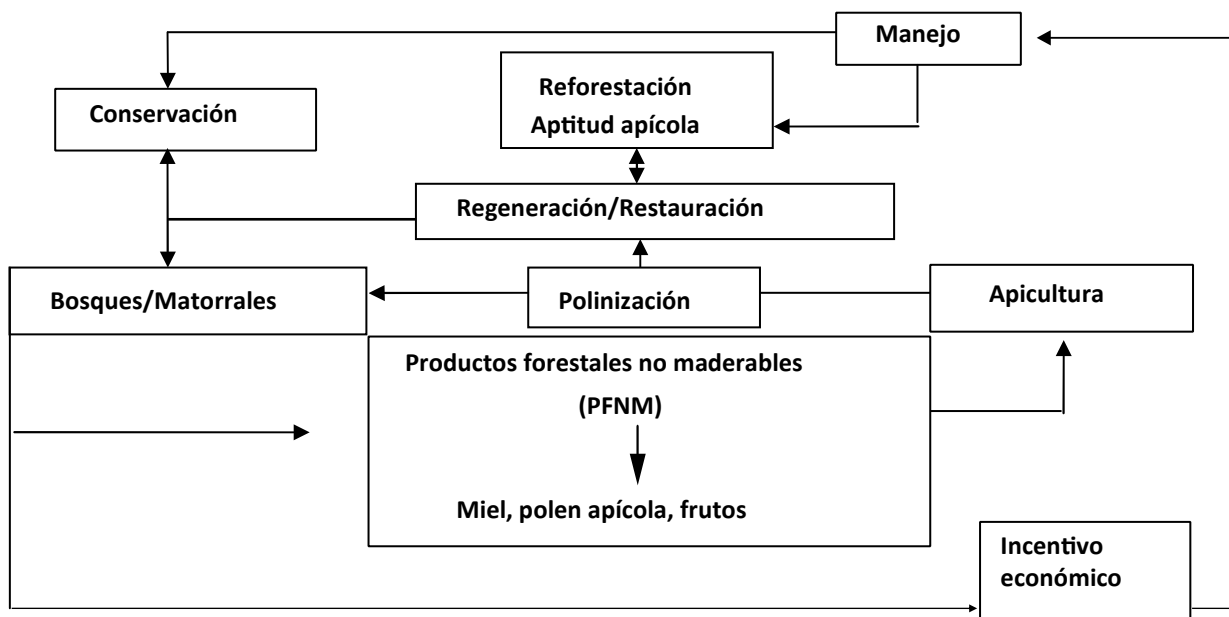 Manejo
Conservación
Reforestación
Aptitud apícola
Regeneración/Restauración
Bosques/Matorrales
Polinización
Apicultura
Productos forestales no maderables
(PFNM)
Miel, polen apícola, frutos
Incentivo
económico